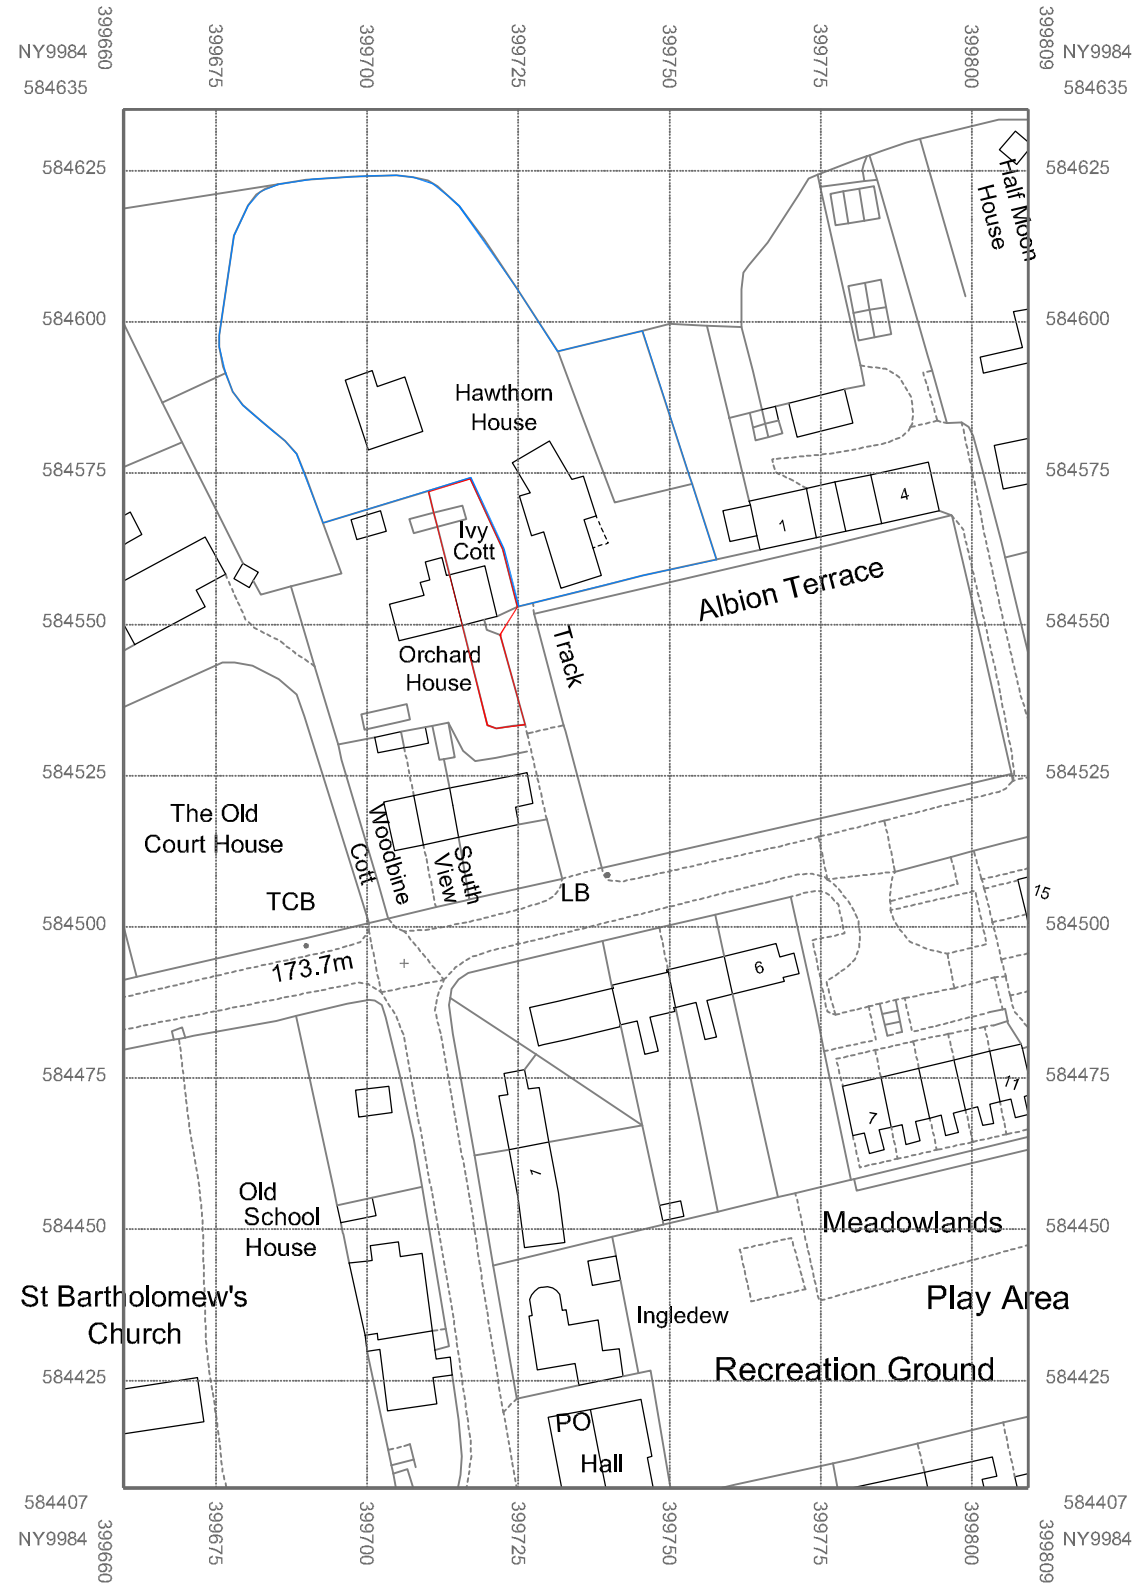 399660
399675
399700
399725
399750
399775
399800
399809
NY9984
NY9984
584635
584635
584625
584625
Half Moon
House
584600
584600
Hawthorn
House
584575
584575
4
1
Ivy
Cott
Albion Terrace
584550
584550
Track
Orchard
House
584525
584525
The Old
Court House
Woodbine
Cott
South
View
TCB
LB
15
584500
584500
173.7m
6
584475
584475
11
7
1
Old
School
House
584450
584450
Meadowlands
St Bartholomew's
Church
Play Area
Ingledew
Recreation Ground
584425
584425
PO
Hall
584407
584407
NY9984
NY9984
399660
399675
399700
399725
399750
399775
399800
399809